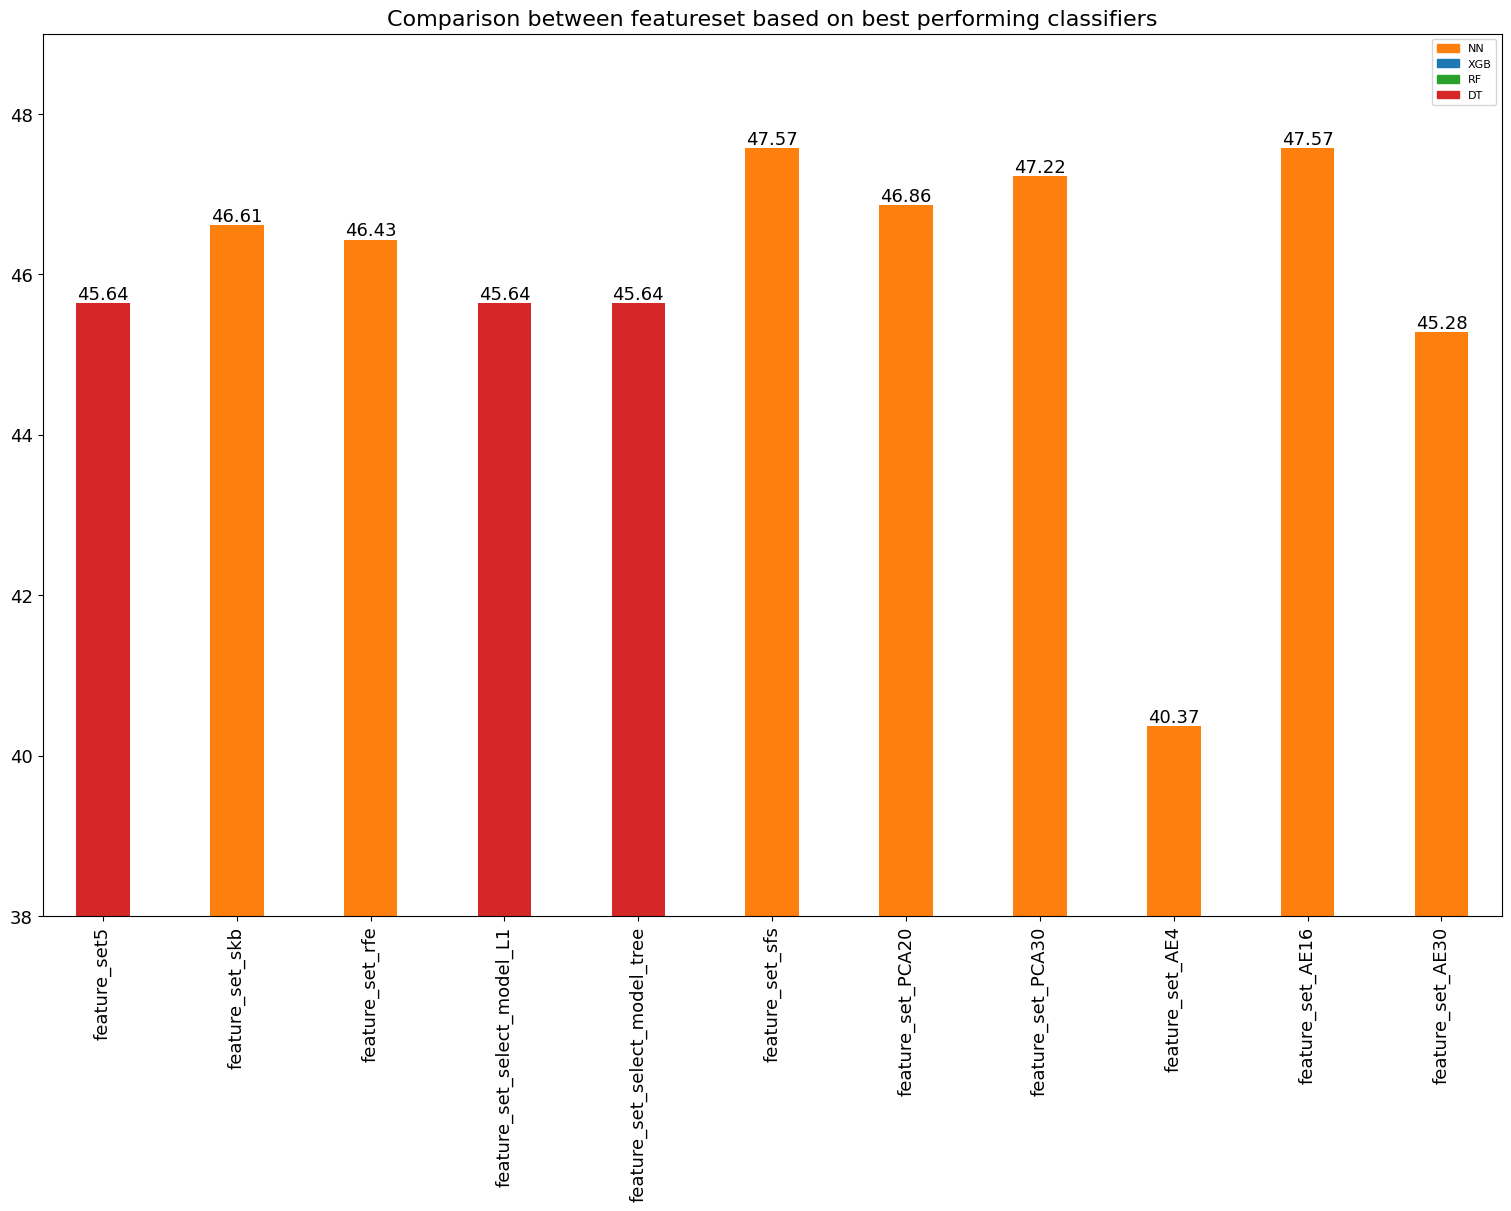 Comparison between featureset based on best performing classifiers
NN
XGB
RF
DT
48
46
44
42
40
38
45.64
46.61
46.43
45.64
45.64
47.57
46.86
47.22
40.37
47.57
45.28
feature_set5
feature_set_skb
feature_set_rfe
feature_set_select_model_L1
feature_set_select_model_tree
feature_set_sfs
feature_set_PCA20
feature_set_PCA30
feature_set_AE4
feature_set_AE16
feature_set_AE30